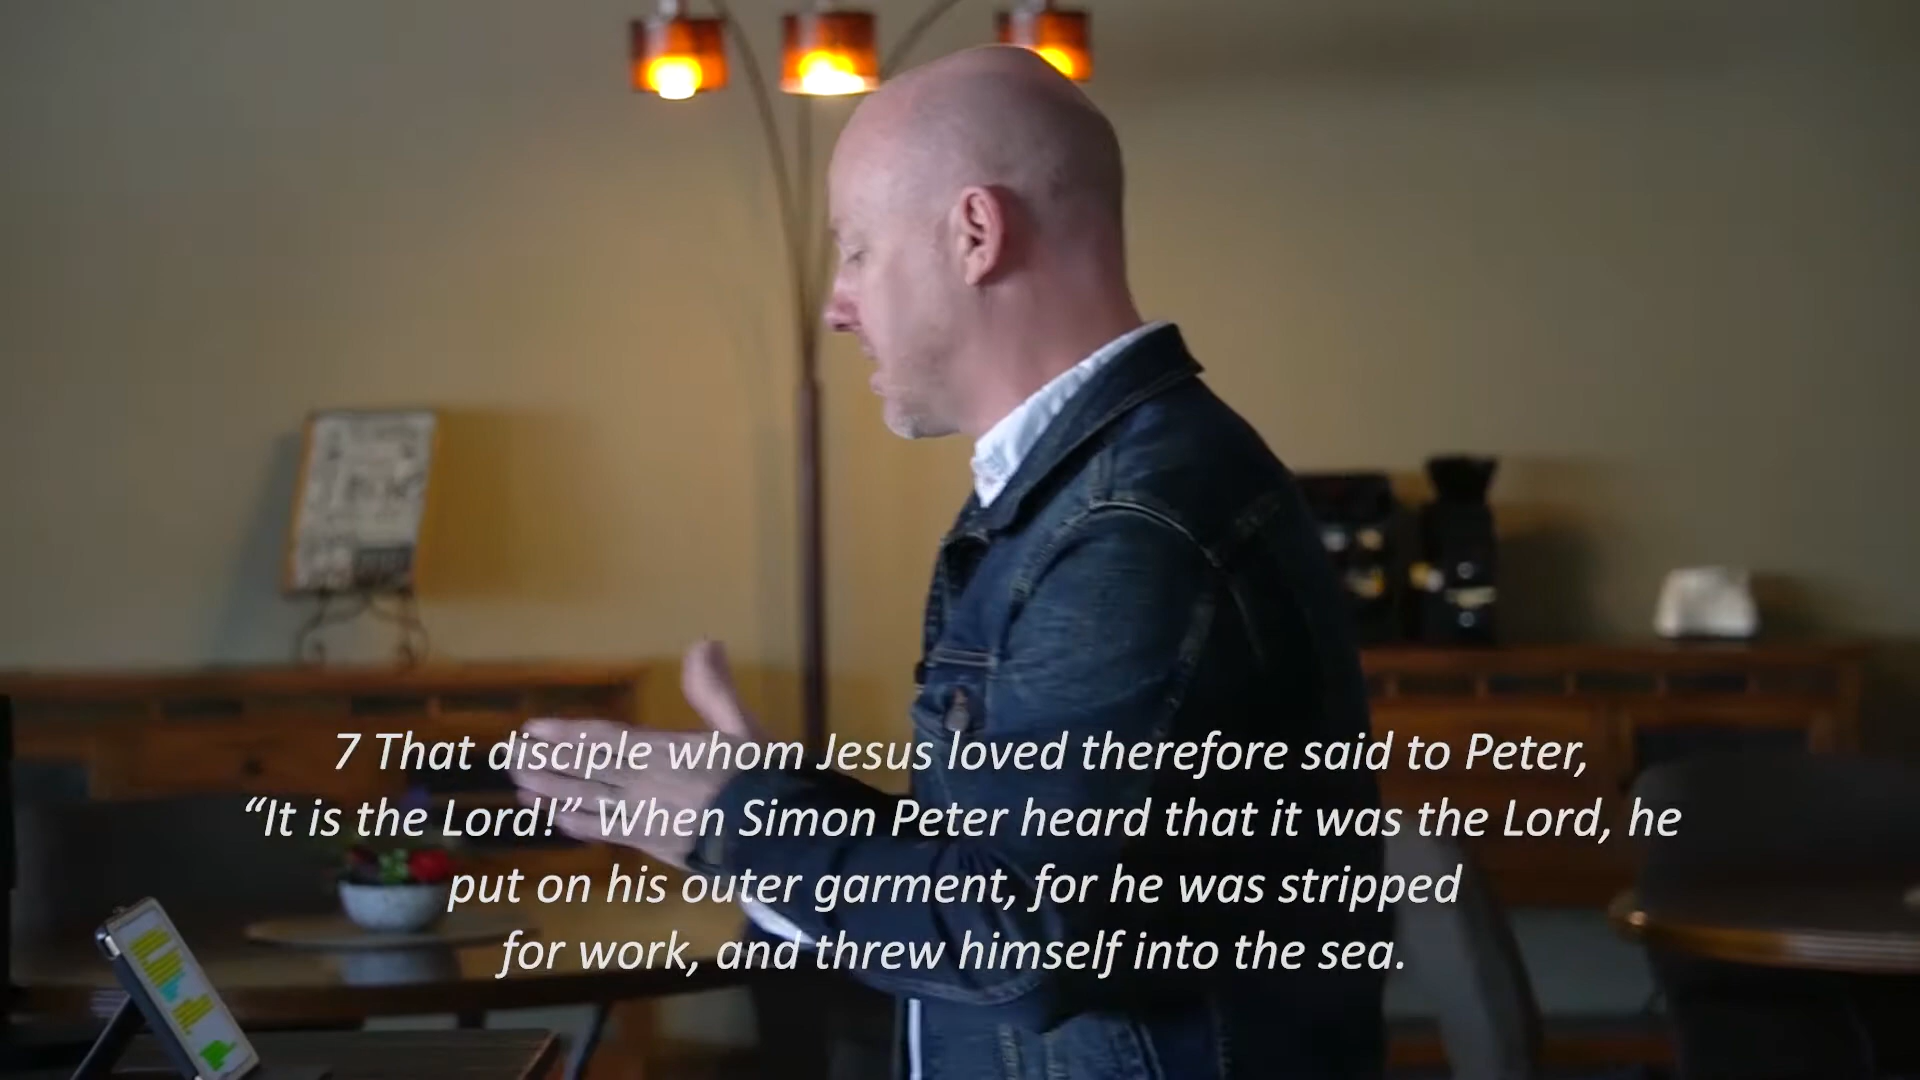 7 That disciple whom Jesus loved therefore said to Peter,
“It is the Lord!” When Simon Peter heard that it was the Lord, he
put on his outer garment, for he was stripped
for work, and threw himself into the sea.